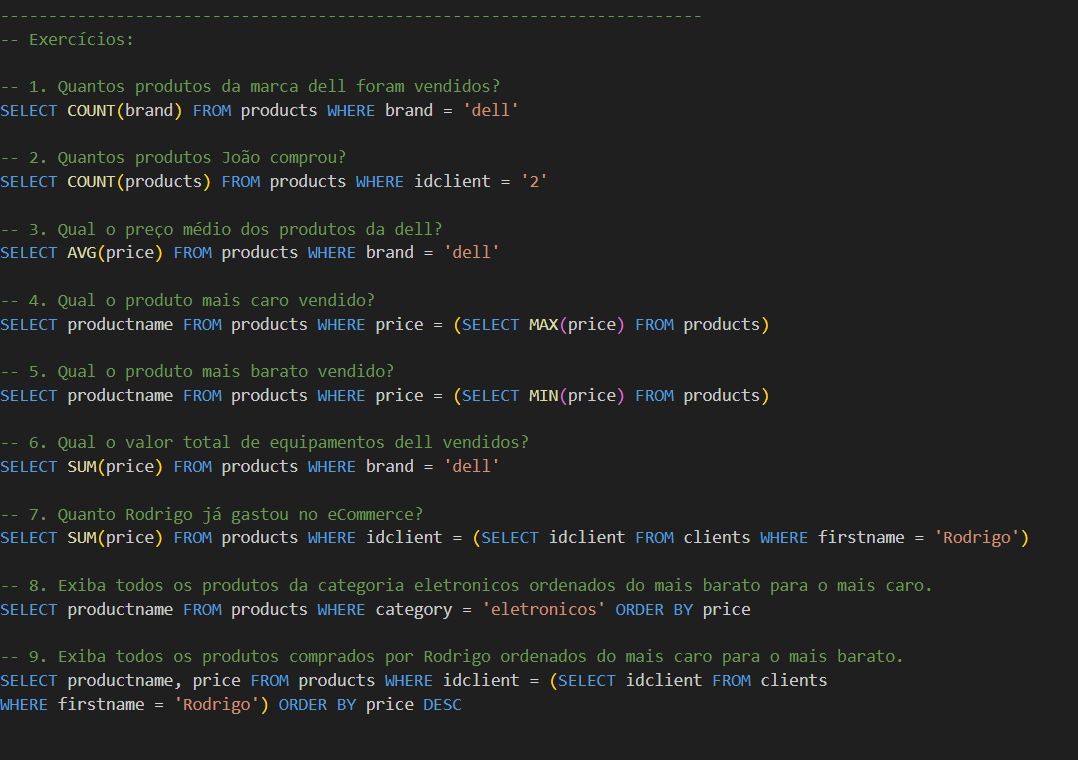 -------------------------------------------------------------------------
-- Exercícios:
-- 1. Quantos produtos da marca dell foram vendidos?
SELECT COUNT(brand) FROM products WHERE brand = 'dell'
-- 2. Quantos produtos João comprou?
SELECT COUNT(products) FROM products WHERE idclient = '2'
-- 3. Qual o preço médio dos produtos da dell?
SELECT AVG(price) FROM products WHERE brand = 'dell'
-- 4. Qual o produto mais caro vendido?
SELECT productname FROM products WHERE price = (SELECT MAX(price) FROM products)
-- 5. Qual o produto mais barato vendido?
SELECT productname FROM products WHERE price = (SELECT MIN(price) FROM products)
-- 6. Qual o valor total de equipamentos dell vendidos?
SELECT SUM(price) FROM products WHERE brand = 'dell'
-- 7. Quanto Rodrigo já gastou no eCommerce?
SELECT SUM(price) FROM products WHERE idclient = (SELECT idclient FROM clients WHERE firstname = 'Rodrigo')
-- 8. Exiba todos os produtos da categoria eletronicos ordenados do mais barato para o mais caro.
SELECT productname FROM products WHERE category = 'eletronicos' ORDER BY price
-- 9. Exiba todos os produtos comprados por Rodrigo ordenados do mais caro para o mais barato.
SELECT productname, price FROM products WHERE idclient = (SELECT idclient FROM clients
WHERE firstname = 'Rodrigo') ORDER BY price DESC